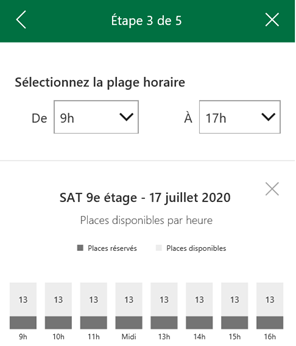 Étape 3 de 5
Sélectionnez la plage horaire
De 9h À 17h
SAT 9e étage - 17 juillet 2020
Places disponibles par heure
Places réservés Places disponibles
13 13 13 13 13 13 13 13
9h 10h 11h Midi 13h 14h 15h 16h